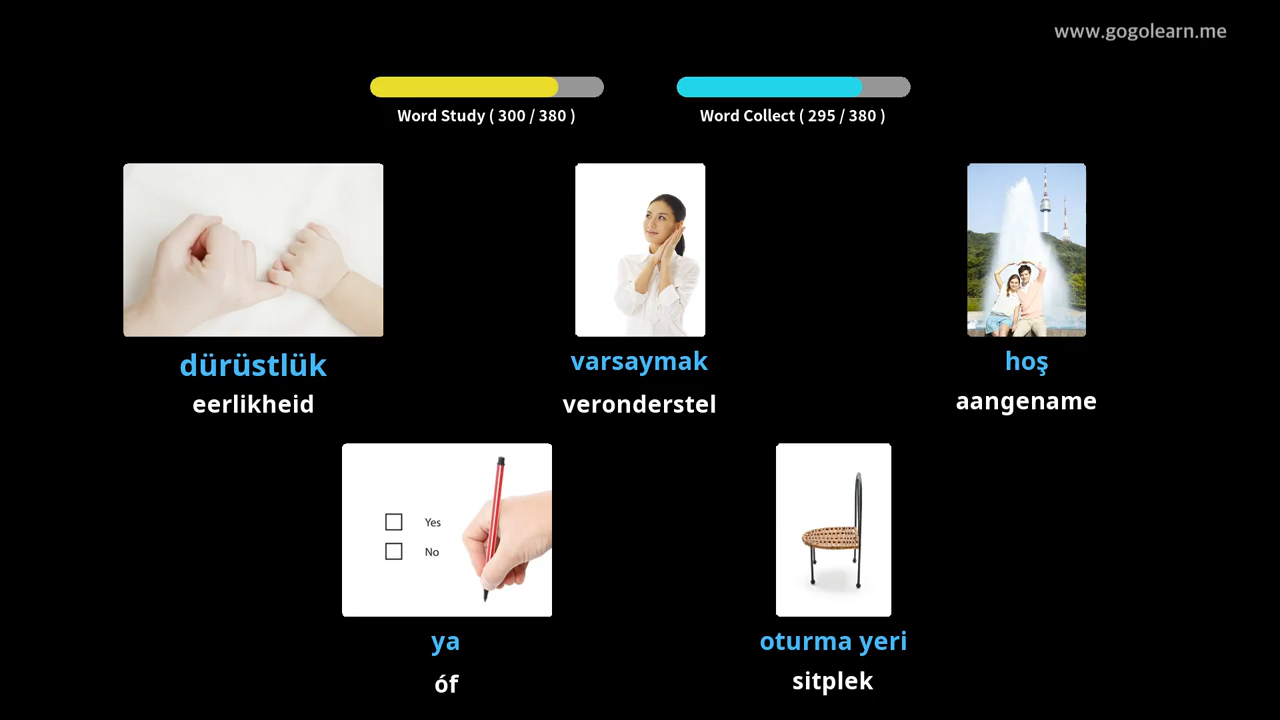 www.gogolearn.me
Word Study ( 300 / 380 )
Word Collect ( 295 / 380 )
dürüstlük
eerlikheid
varsaymak
veronderstel
hoş
aangename
Yes
No
ya
óf
oturma yeri
sitplek